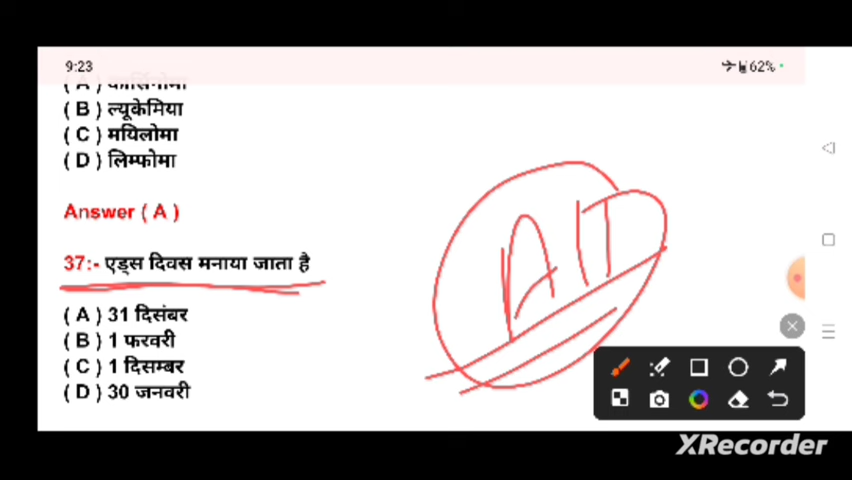 9:23
62%
( A ) कार्सिनोमा
( B ) ल्यूकेमिया
( C ) मयिलोमा
( D ) लिम्फोमा
Answer ( A )
37:- एड्स दिवस मनाया जाता है
( A ) 31 दिसंबर
( B ) 1 फरवरी
( C ) 1 दिसम्बर
( D ) 30 जनवरी
XRecorder